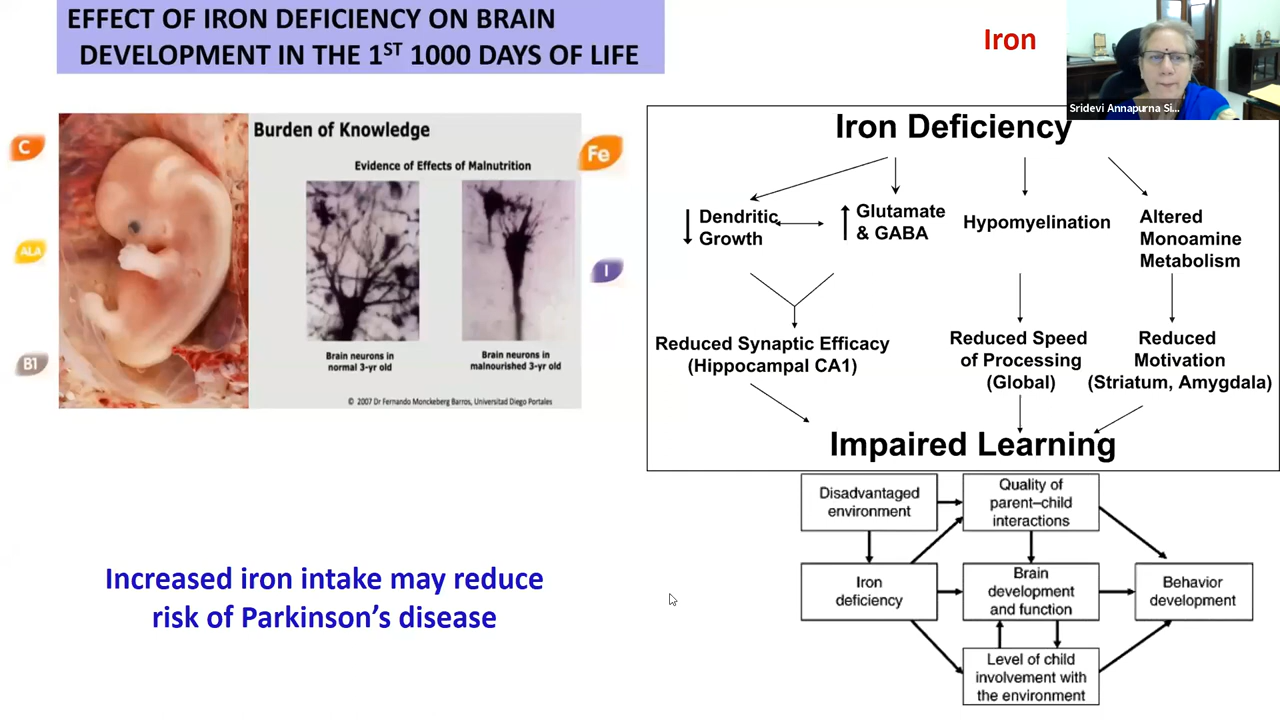 EFFECT OF IRON DEFICIENCY ON BRAIN
DEVELOPMENT IN THE 1ST 1000 DAYS OF LIFE
Iron
Sridevi Annapurna Si...
C
ALA
B1
Burden of Knowledge
Evidence of Effects of Malnutrition
Brain neurons in
normal 3-yr old
Brain neurons in
malnourished 3-yr old
© 2007 Dr Fernando Monckeberg Barros, Universitad Diego Portales
Fe
I
Iron Deficiency
Dendritic
Growth
Glutamate
& GABA
Hypomyelination
Altered
Monoamine
Metabolism
Reduced Synaptic Efficacy
(Hippocampal CA1)
Reduced Speed
of Processing
(Global)
Reduced
Motivation
(Striatum, Amygdala)
Impaired Learning
Disadvantaged
environment
Quality of
parent–child
interactions
Iron
deficiency
Brain
development
and function
Behavior
development
Level of child
involvement with
the environment
Increased iron intake may reduce
risk of Parkinson’s disease